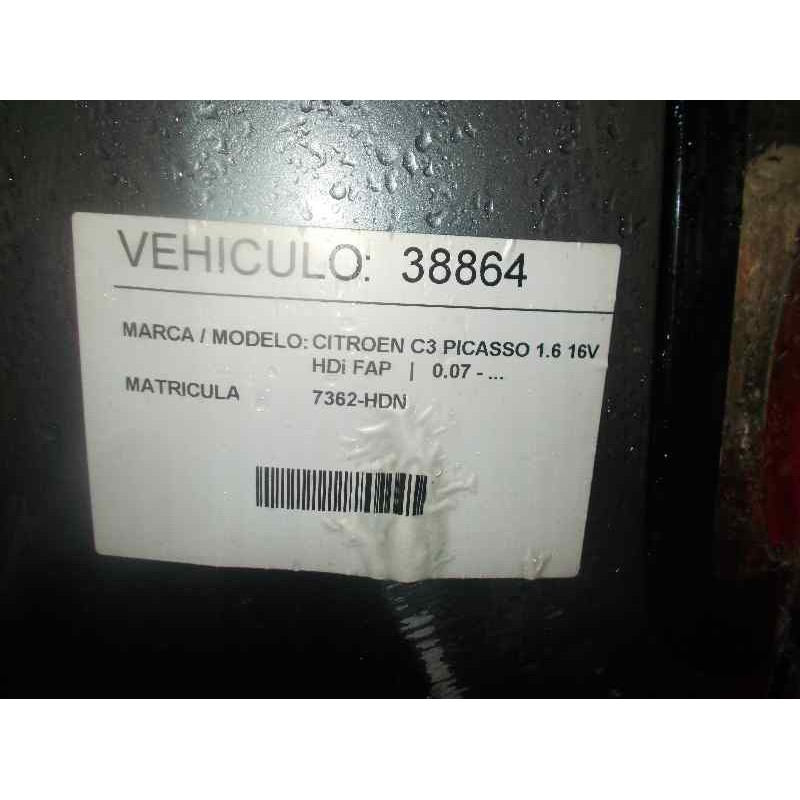 VEHICULO: 38864
MARCA / MODELO: CITROEN C3 PICASSO 1.6 16V
HDi FAP | 0.07 - ...
MATRICULA 7362-HDN